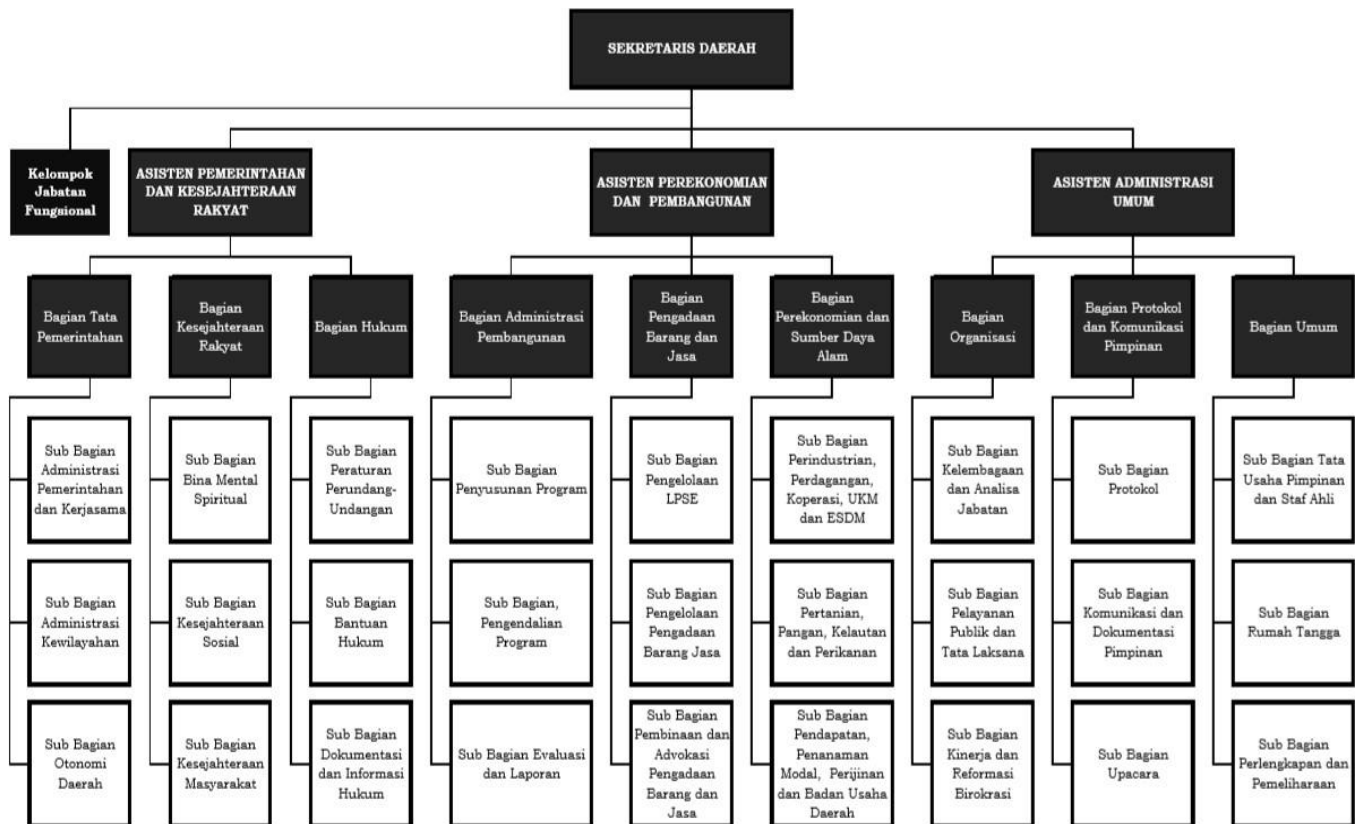 SEKRETARIS DAERAH
Kelompok
Jabatan
Fungsional
ASISTEN PEMERINTAHAN
DAN KESEJAHTERAAN
RAKYAT
ASISTEN PEREKONOMIAN
DAN PEMBANGUNAN
ASISTEN ADMINISTRASI
UMUM
Bagian Tata
Pemerintahan
Bagian
Kesejahteraan
Rakyat
Bagian Hukum
Bagian Administrasi
Pembangunan
Bagian
Pengadaan
Barang dan
Jasa
Bagian
Perekonomian dan
Sumber Daya
Alam
Bagian
Organisasi
Bagian Protokol
dan Komunikasi
Pimpinan
Bagian Umum
Sub Bagian
Administrasi
Pemerintahan
dan Kerjasama
Sub Bagian
Bina Mental
Spiritual
Sub Bagian
Peraturan
Perundang-
Undangan
Sub Bagian
Penyusunan Program
Sub Bagian
Pengelolaan
LPSE
Sub Bagian
Perindustrian,
Perdagangan,
Koperasi, UKM
dan ESDM
Sub Bagian
Kelembagaan
dan Analisa
Jabatan
Sub Bagian
Protokol
Sub Bagian Tata
Usaha Pimpinan
dan Staf Ahli
Sub Bagian
Administrasi
Kewilayahan
Sub Bagian
Kesejahteraan
Sosial
Sub Bagian
Bantuan
Hukum
Sub Bagian,
Pengendalian
Program
Sub Bagian
Pengelolaan
Pengadaan
Barang Jasa
Sub Bagian
Pertanian,
Pangan, Kelautan
dan Perikanan
Sub Bagian
Pelayanan
Publik dan
Tata Laksana
Sub Bagian
Komunikasi dan
Dokumentasi
Pimpinan
Sub Bagian
Rumah Tangga
Sub Bagian
Otonomi
Daerah
Sub Bagian
Kesejahteraan
Masyarakat
Sub Bagian
Dokumentasi
dan Informasi
Hukum
Sub Bagian Evaluasi
dan Laporan
Sub Bagian
Pembinaan dan
Advokasi
Pengadaan
Barang dan
Jasa
Sub Bagian
Pendapatan,
Penanaman
Modal, Perijinan
dan Badan Usaha
Daerah
Sub Bagian
Kinerja dan
Reformasi
Birokrasi
Sub Bagian
Upacara
Sub Bagian
Perlengkapan dan
Pemeliharaan